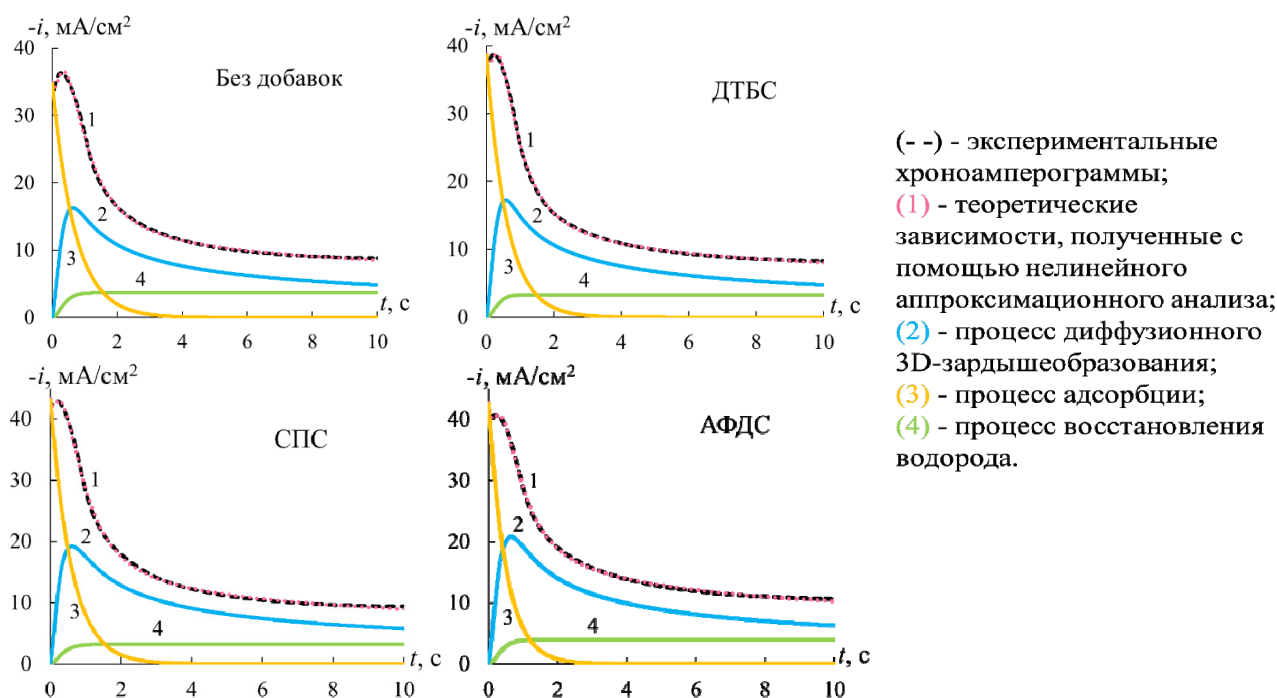 -i, мА/см²
40
30
20
10
0
Без добавок
1
2
3
4
t, с
0
2
4
6
8
10
-i, мА/см²
40
30
20
10
0
ДТБС
1
2
3
4
t, с
0
2
4
6
8
10
-i, мА/см²
40
30
20
10
0
СПС
1
2
3
4
t, с
0
2
4
6
8
10
-i, мА/см²
40
30
20
10
0
АФДС
1
2
3
4
t, с
0
2
4
6
8
10
(- -) - экспериментальные
хроноамперограммы;
(1) - теоретические
зависимости, полученные с
помощью нелинейного
аппроксимационного анализа;
(2) - процесс диффузионного
3D-зардышеобразования;
(3) - процесс адсорбции;
(4) - процесс восстановления
водорода.